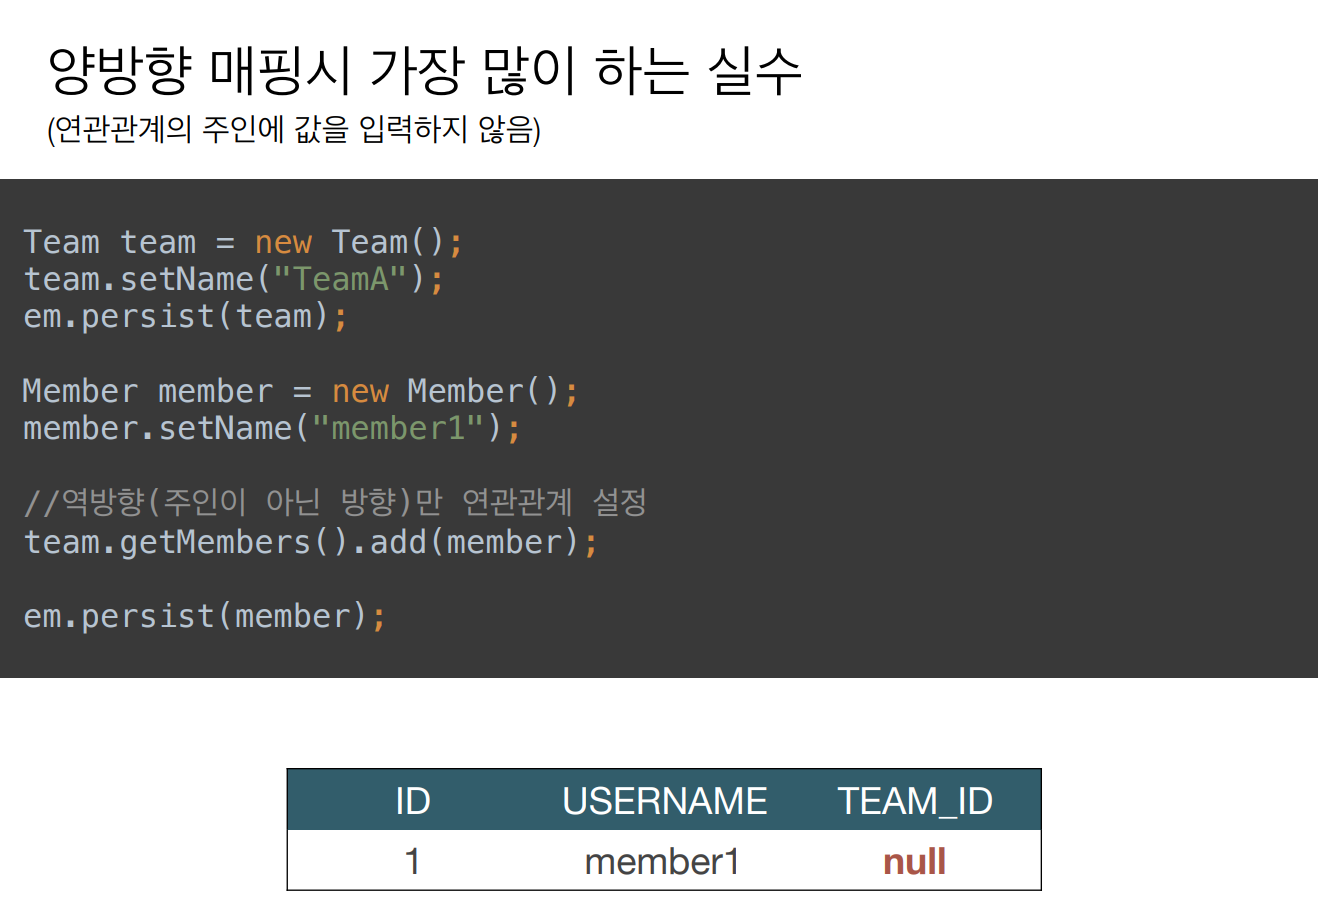 양방향 매핑시 가장 많이 하는 실수
(연관관계의 주인에 값을 입력하지 않음)
Team team = new Team();
team.setName("TeamA");
em.persist(team);
Member member = new Member();
member.setName("member1");
//역방향(주인이 아닌 방향)만 연관관계 설정
team.getMembers().add(member);
em.persist(member);
ID USERNAME TEAM_ID
1 member1 null